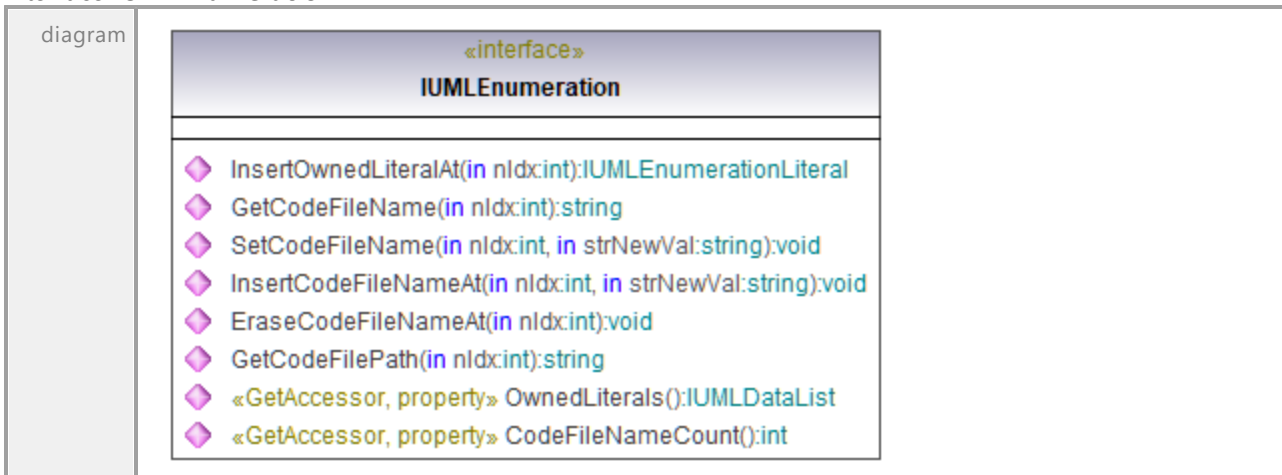 diagram
«interface»
IUMLEnumeration
InsertOwnedLiteralAt(in nIdx:int):IUMLEnumerationLiteral
GetCodeFileName(in nIdx:int):string
SetCodeFileName(in nIdx:int, in strNewVal:string):void
InsertCodeFileNameAt(in nIdx:int, in strNewVal:string):void
EraseCodeFileNameAt(in nIdx:int):void
GetCodeFilePath(in nIdx:int):string
«GetAccessor, property» OwnedLiterals():IUMLDataList
«GetAccessor, property» CodeFileNameCount():int